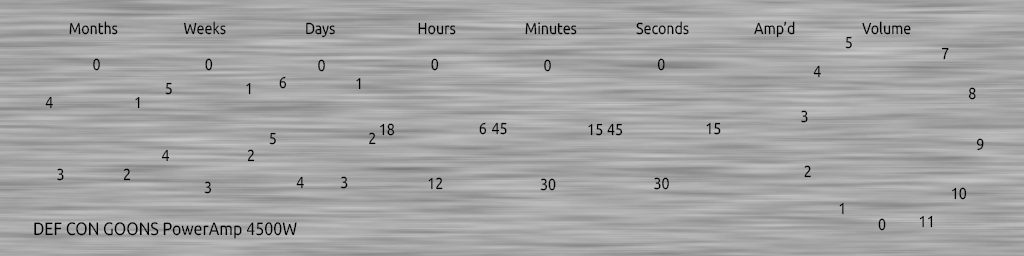 Months Weeks Days Hours Minutes Seconds Amp'd Volume
5
7
0 0 0 0 0 0
4
5 1 6 1
8
4 1
3
18 6 45 15 45 15
5 2
9
4 2
2
3 2
4 3 12 30 30
3
10
1
0 11
DEF CON GOONS PowerAmp 4500W